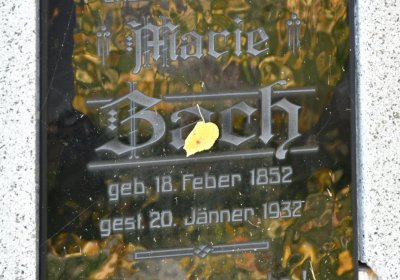 Marie
Bach
geb. 18. Feber 1852
gest. 20. Jänner 1932